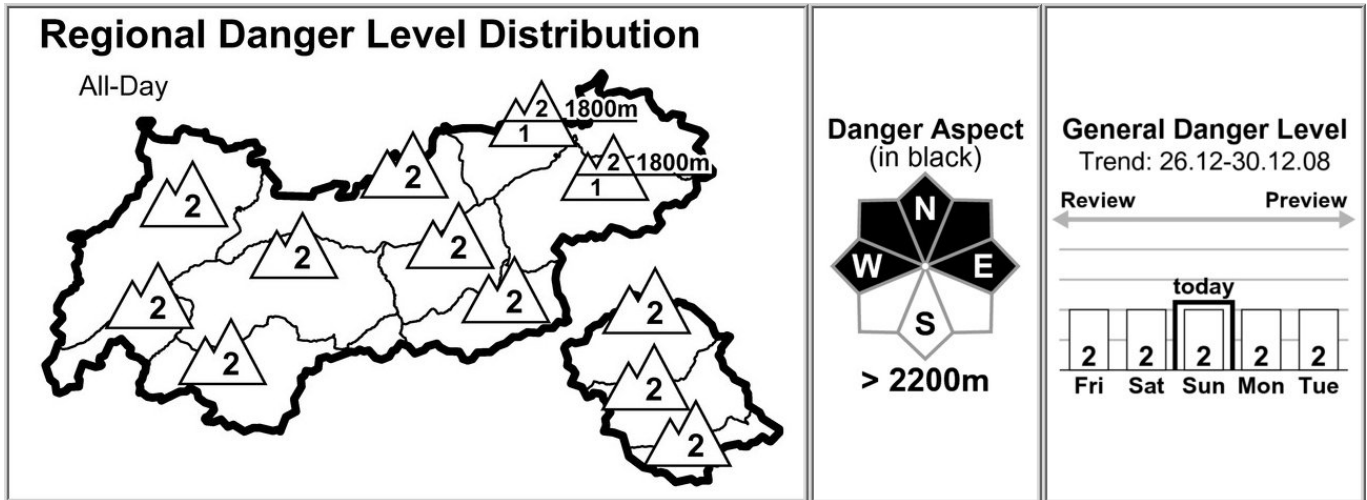 Regional Danger Level Distribution
All-Day
2 1800m
1
2 1800m
1
2
2
2
2
2
2
2
2
2
2
Danger Aspect
(in black)
N
W E
S
> 2200m
General Danger Level
Trend: 26.12-30.12.08
Review Preview
today
2 2 2 2 2
Fri Sat Sun Mon Tue